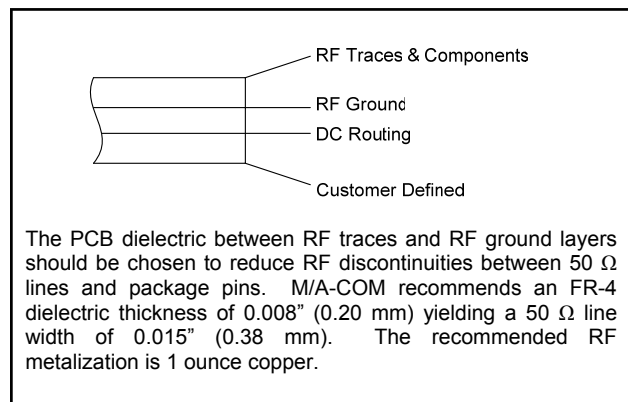 RF Traces & Components
RF Ground
DC Routing
Customer Defined
The PCB dielectric between RF traces and RF ground layers
should be chosen to reduce RF discontinuities between 50 Ω
lines and package pins. M/A-COM recommends an FR-4
dielectric thickness of 0.008” (0.20 mm) yielding a 50 Ω line
width of 0.015” (0.38 mm). The recommended RF
metalization is 1 ounce copper.